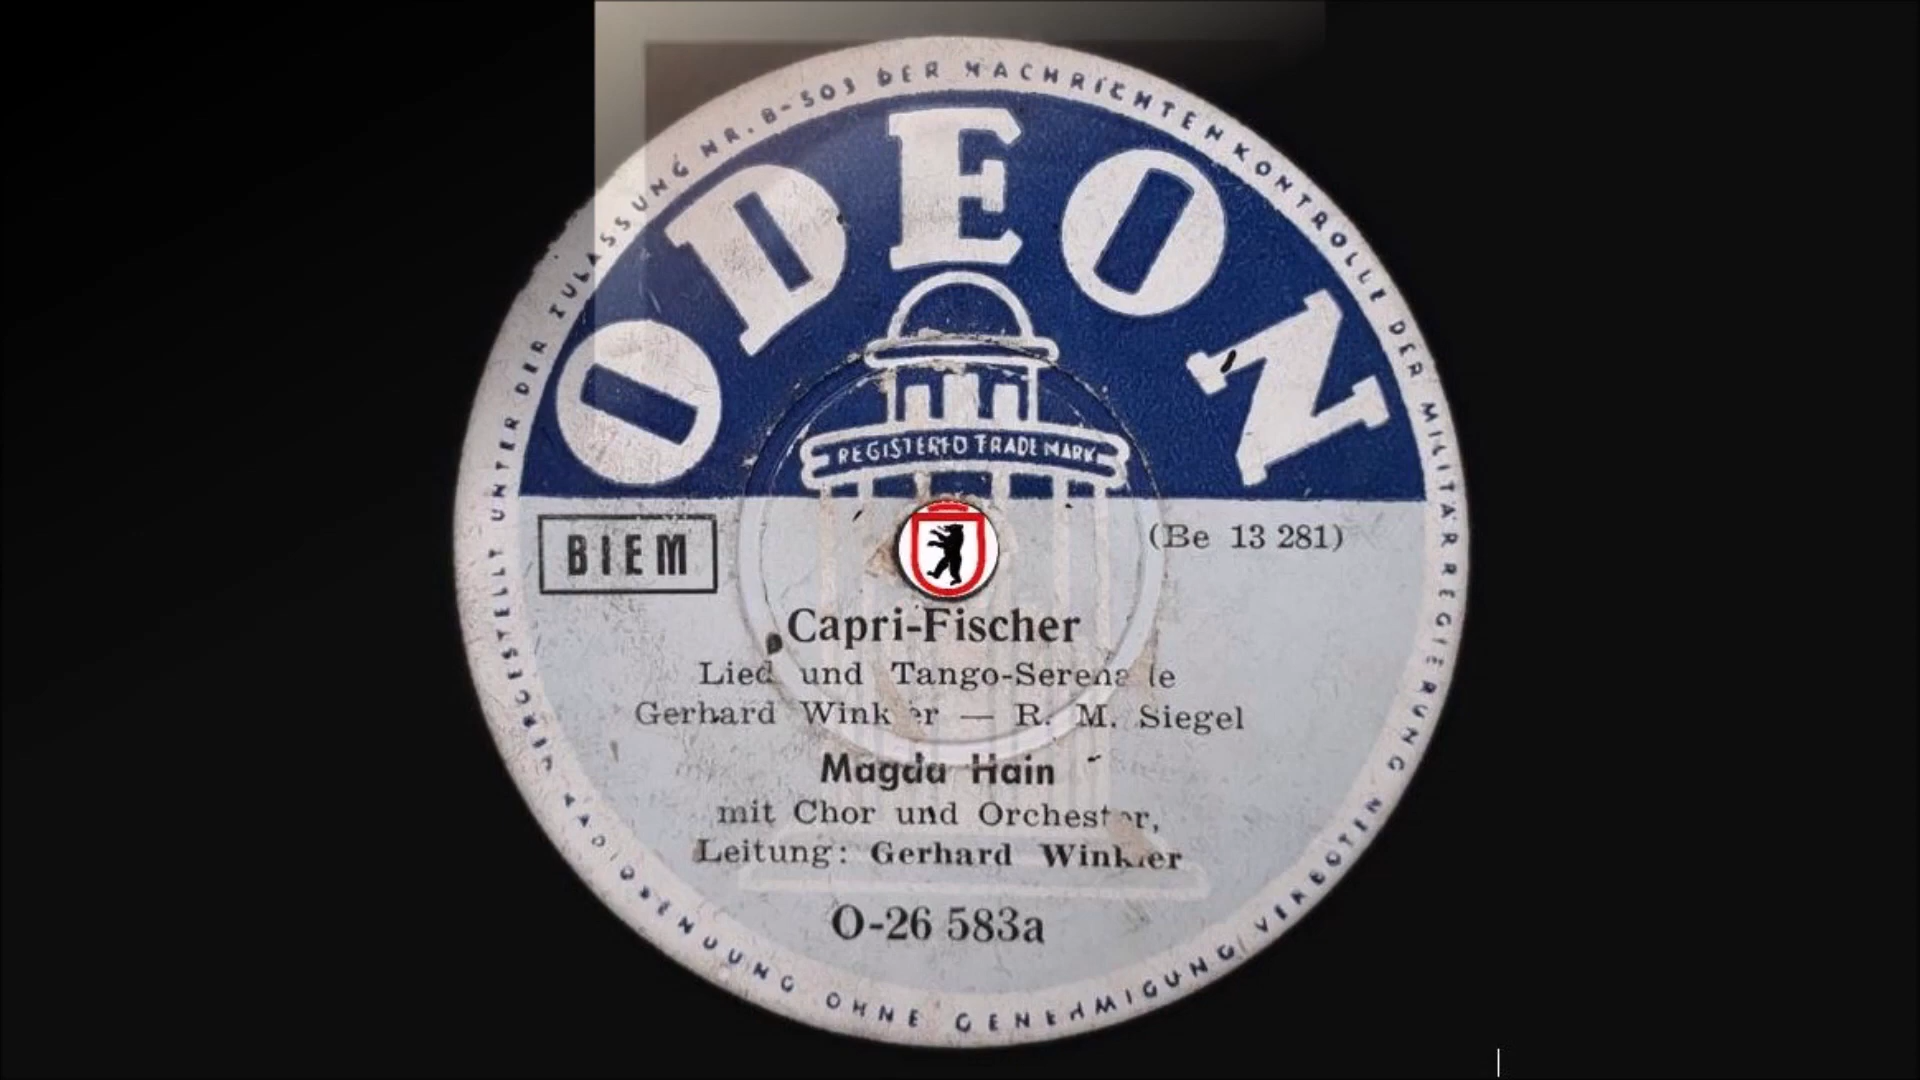 HERGESTELLT UNTER DER ZULASSUNG NR. B-503 DER NACHRICHTENKONTROLLE DER MILITÄRREGIERUNG
ODEON
REGISTERED TRADE MARK
BIEM
(Be 13 281)
Capri-Fischer
Lied und Tango-Serenade
Gerhard Winkler — R. M. Siegel
Magda Hain
mit Chor und Orchester,
Leitung: Gerhard Winkler
O-26 583a
RADIOSENDUNG OHNE GENEHMIGUNG VERBOTEN